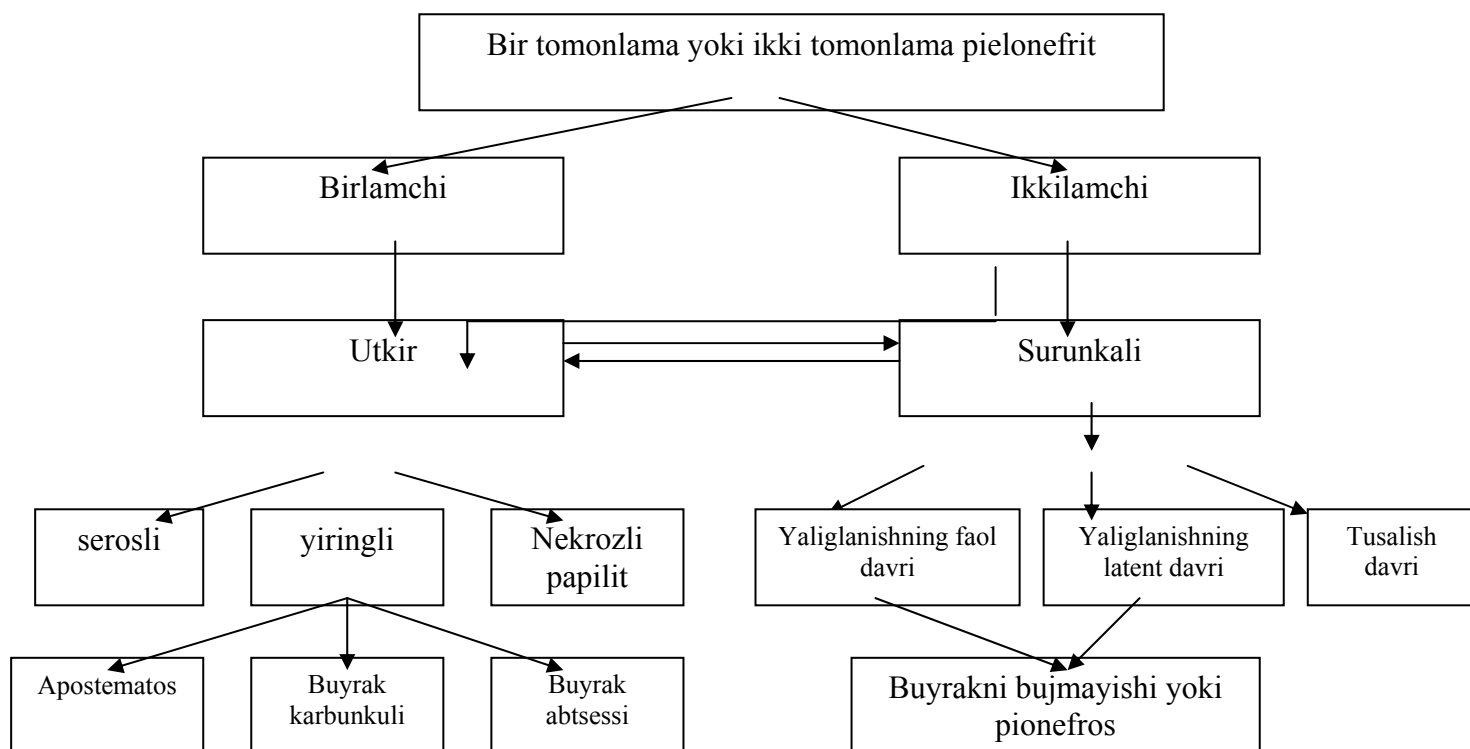 Bir tomonlama yoki ikki tomonlama pielonefrit
Birlamchi
Ikkilamchi
Utkir
Surunkali
serosli
yiringli
Nekrozli
papilit
Yaliglanishning faol
davri
Yaliglanishning
latent davri
Tusalish
davri
Apostematos
Buyrak
karbunkuli
Buyrak
abtsessi
Buyrakni bujmayishi yoki
pionefros